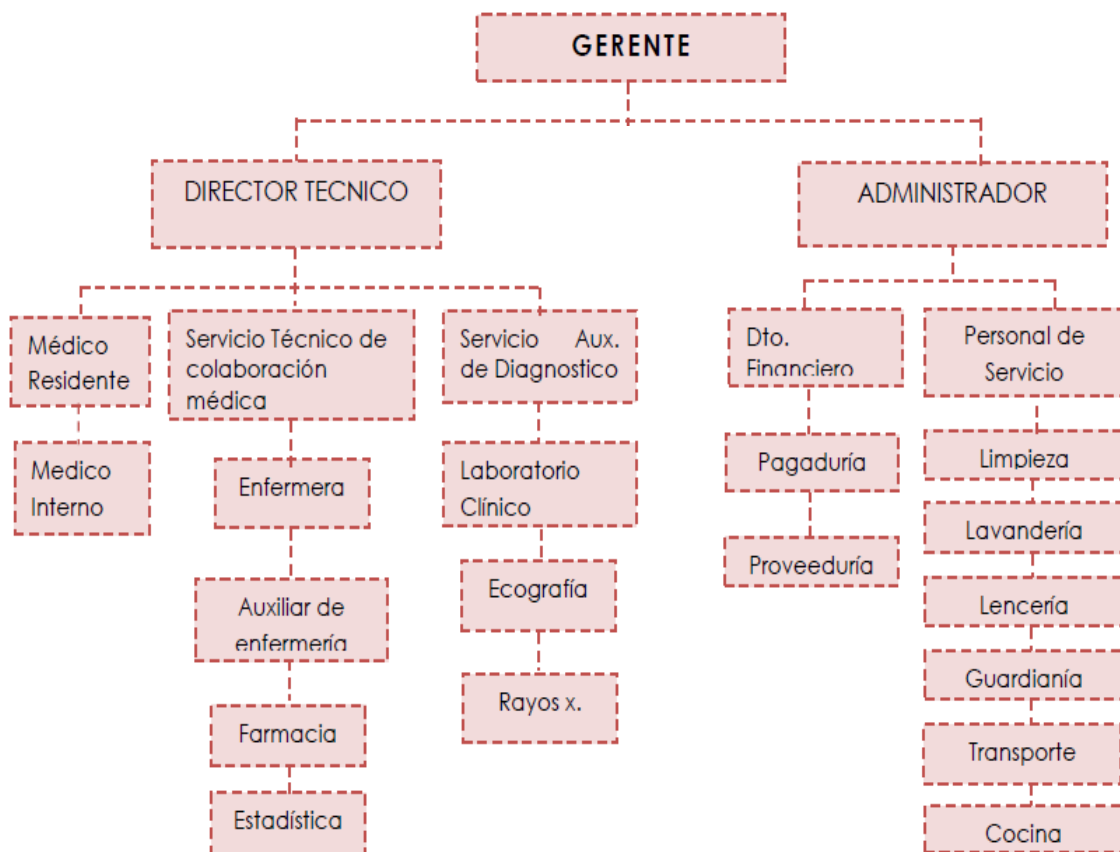 GERENTE
DIRECTOR TECNICO
ADMINISTRADOR
Médico
Residente
Servicio Técnico de
colaboración
médica
Servicio Aux.
de Diagnostico
Dto.
Financiero
Personal de
Servicio
Medico
Interno
Enfermera
Laboratorio
Clínico
Pagaduría
Limpieza
Lavandería
Proveeduría
Auxiliar de
enfermería
Ecografía
Lencería
Guardianía
Rayos x.
Farmacia
Transporte
Estadística
Cocina